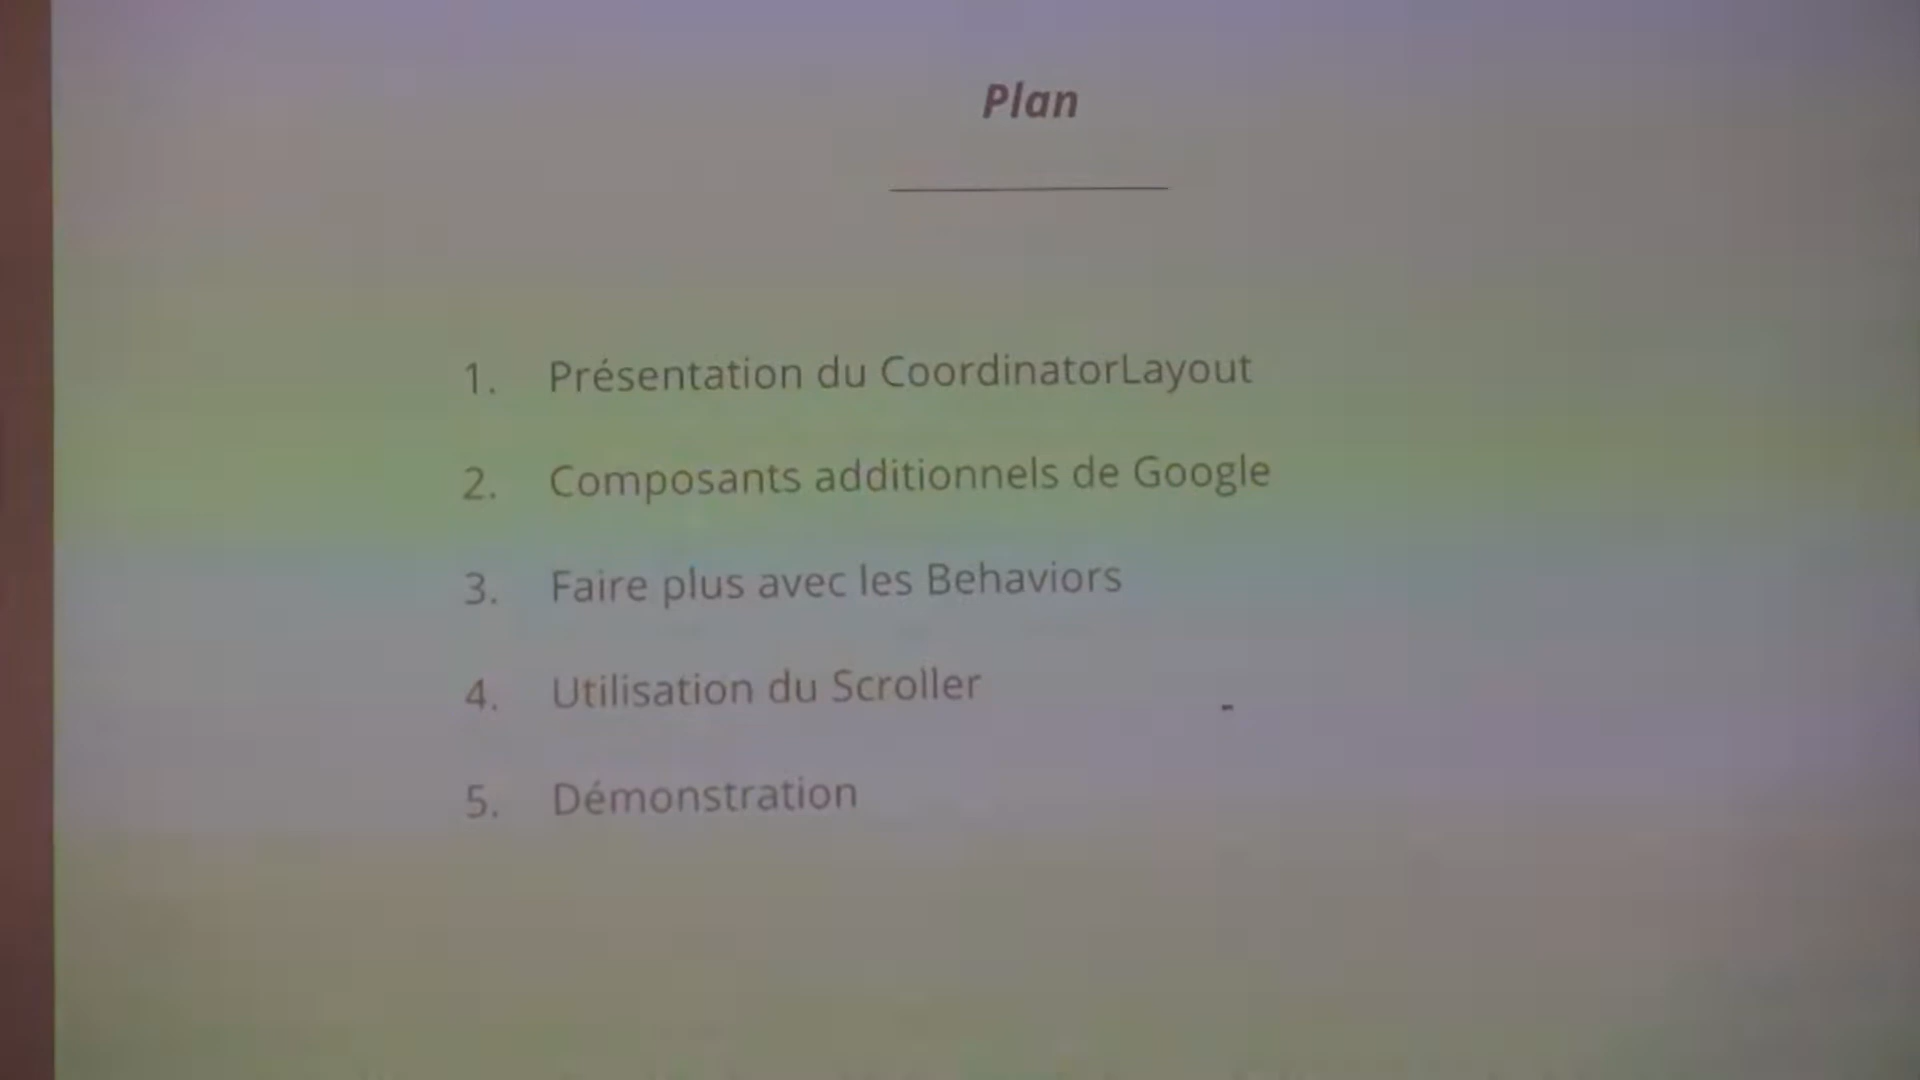 Plan
1. Présentation du CoordinatorLayout
2. Composants additionnels de Google
3. Faire plus avec les Behaviors
4. Utilisation du Scroller
5. Démonstration